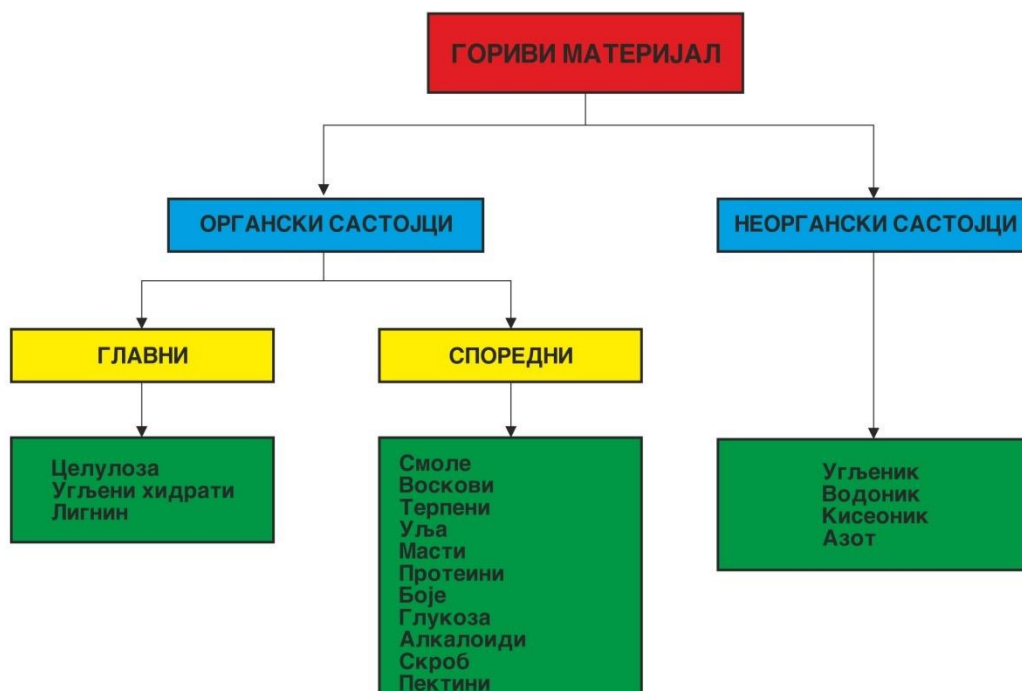 ГОРИВИ МАТЕРИЈАЛ
ОРГАНСКИ САСТОЈЦИ
НЕОРГАНСКИ САСТОЈЦИ
ГЛАВНИ
СПОРЕДНИ
Целулоза
Угљени хидрати
Лигнин
Смоле
Воскови
Терпени
Уља
Масти
Протеини
Боје
Глукоза
Алкалоиди
Скроб
Пектини
Угљеник
Водоник
Кисеоник
Азот